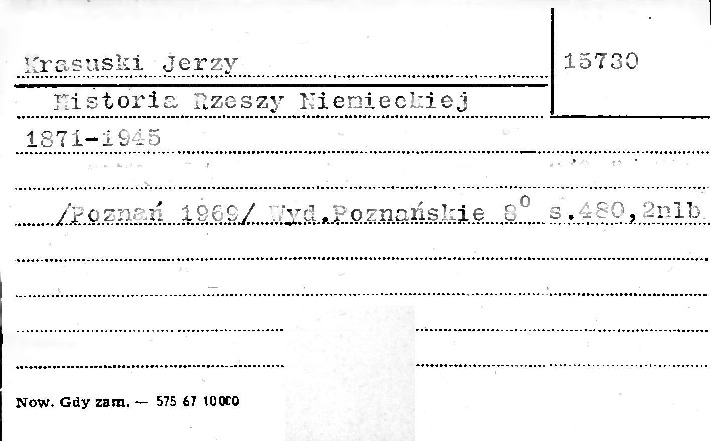 Krasuski Jerzy 15730
Historia Rzeszy Niemieckiej
1871-1945
/Poznań 1969/ Wyd.Poznańskie 8° s.480,2nlb
Now. Gdy zam. — 575 67 10000